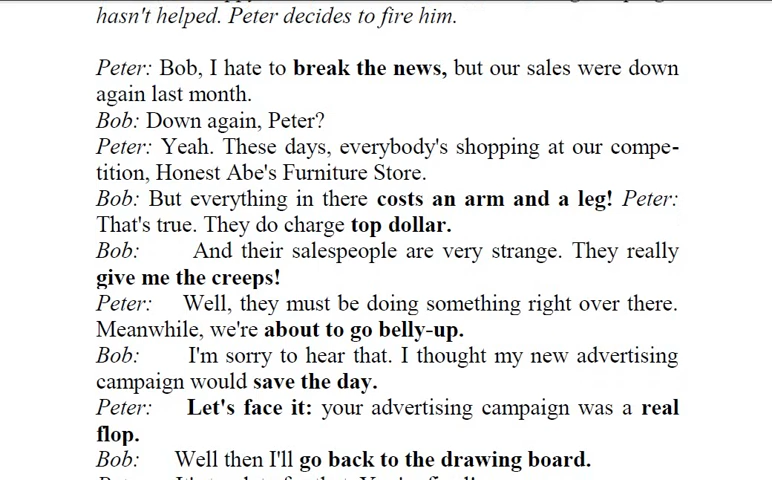 hasn't helped. Peter decides to fire him.
Peter: Bob, I hate to break the news, but our sales were down
again last month.
Bob: Down again, Peter?
Peter: Yeah. These days, everybody's shopping at our compe-
tition, Honest Abe's Furniture Store.
Bob: But everything in there costs an arm and a leg! Peter:
That's true. They do charge top dollar.
Bob: And their salespeople are very strange. They really
give me the creeps!
Peter: Well, they must be doing something right over there.
Meanwhile, we're about to go belly-up.
Bob: I'm sorry to hear that. I thought my new advertising
campaign would save the day.
Peter: Let's face it: your advertising campaign was a real
flop.
Bob: Well then I'll go back to the drawing board.